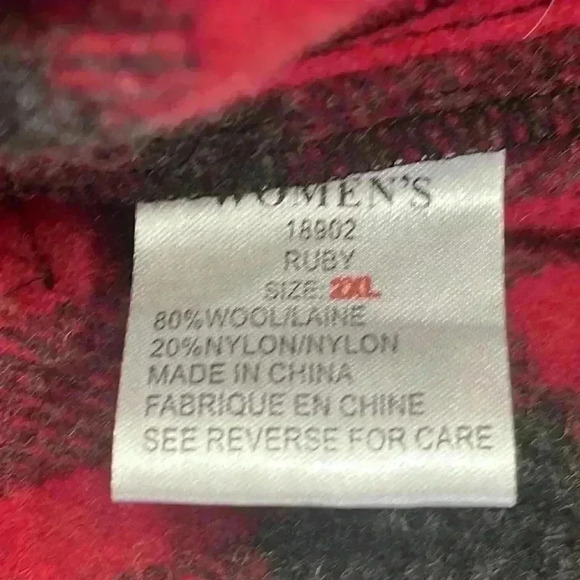 WOMEN'S
18902
RUBY
SIZE: 2XL
80%WOOL/LAINE
20%NYLON/NYLON
MADE IN CHINA
FABRIQUE EN CHINE
SEE REVERSE FOR CARE